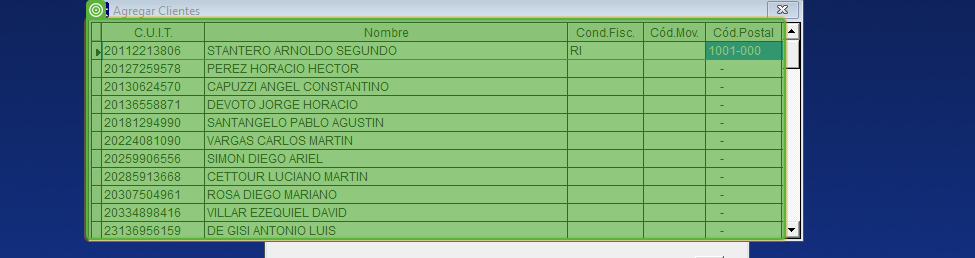 Agregar Clientes
C.U.I.T. Nombre Cond.Fisc. Cód.Mov. Cód.Postal
20112213806 STANTERO ARNOLDO SEGUNDO RI 1001-000
20127259578 PEREZ HORACIO HECTOR -
20130624570 CAPUZZI ANGEL CONSTANTINO -
20136558871 DEVOTO JORGE HORACIO -
20181294990 SANTANGELO PABLO AGUSTIN -
20224081090 VARGAS CARLOS MARTIN -
20259906556 SIMON DIEGO ARIEL -
20285913668 CETTOUR LUCIANO MARTIN -
20307504961 ROSA DIEGO MARIANO -
20334898416 VILLAR EZEQUIEL DAVID -
23136956159 DE GISI ANTONIO LUIS -